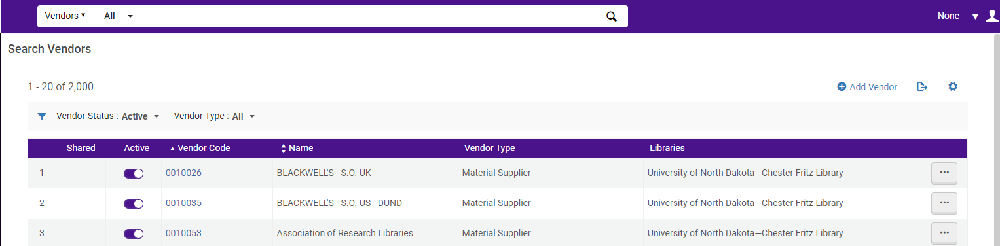 Vendors All None
Search Vendors
1 - 20 of 2,000 Add Vendor
Vendor Status : Active Vendor Type : All
Shared Active Vendor Code Name Vendor Type Libraries
1 0010026 BLACKWELL'S - S.O. UK Material Supplier University of North Dakota—Chester Fritz Library
2 0010035 BLACKWELL'S - S.O. US - DUND Material Supplier University of North Dakota—Chester Fritz Library
3 0010053 Association of Research Libraries Material Supplier University of North Dakota—Chester Fritz Library